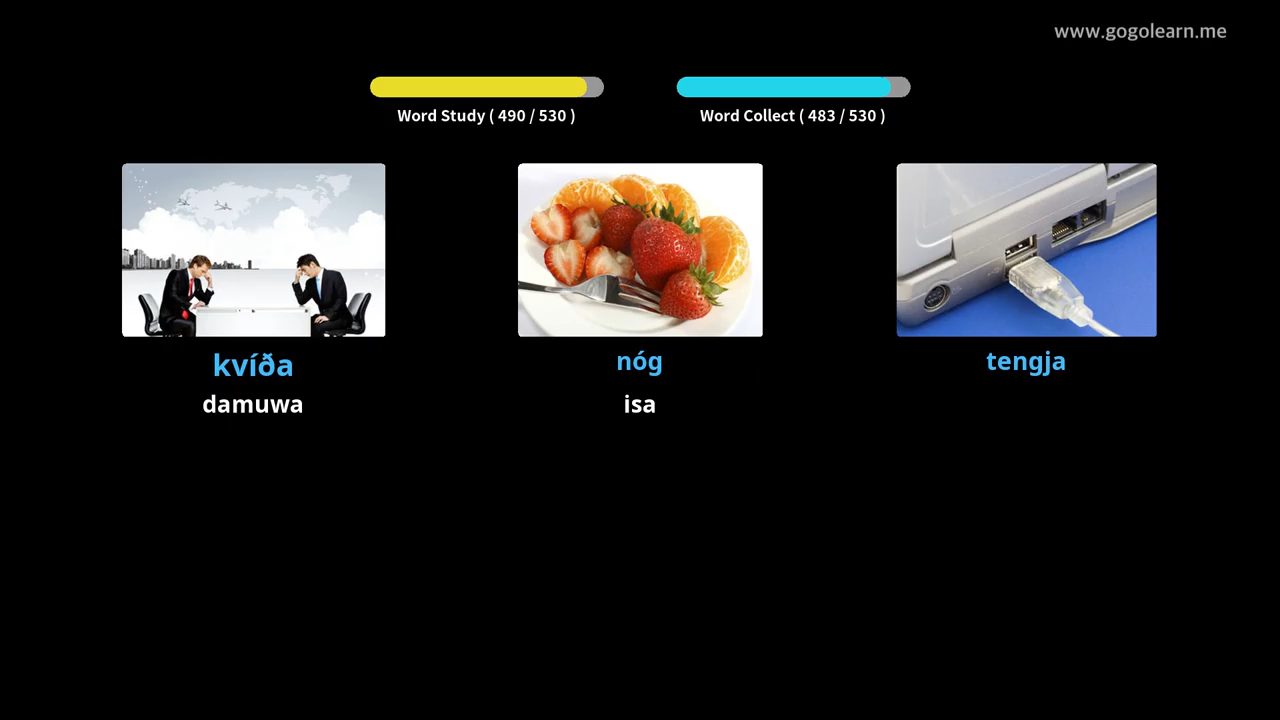 www.gogolearn.me
Word Study ( 490 / 530 )
Word Collect ( 483 / 530 )
kvíða
nóg
tengja
damuwa
isa